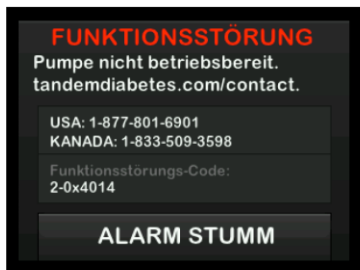 FUNKTIONSSTÖRUNG
Pumpe nicht betriebsbereit.
tandemdiabetes.com/contact.
USA: 1-877-801-6901
KANADA: 1-833-509-3598
Funktionsstörungs-Code:
2-0x4014
ALARM STUMM